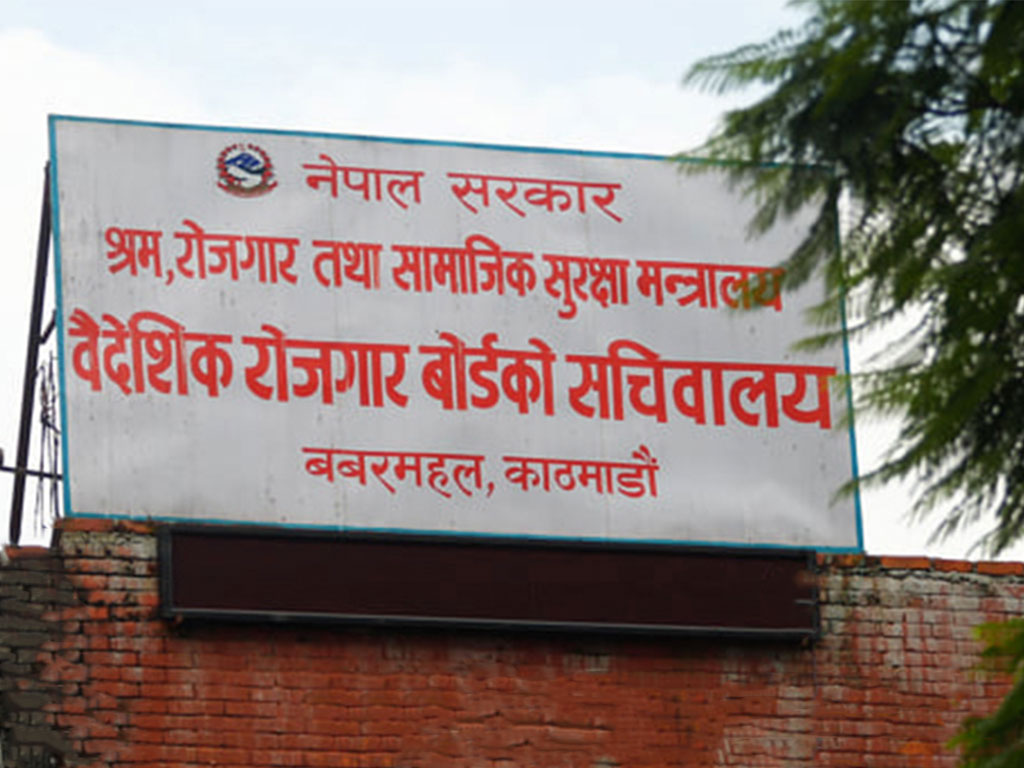 नेपाल सरकार
श्रम, रोजगार तथा सामाजिक सुरक्षा मन्त्रालय
वैदेशिक रोजगार बोर्डको सचिवालय
बबरमहल, काठमाडौं